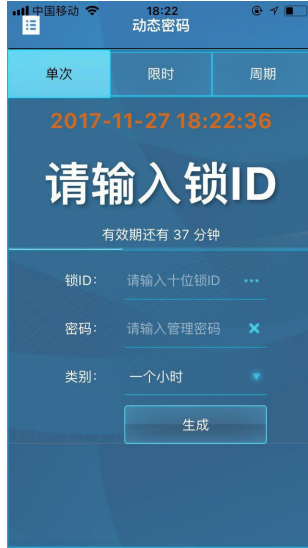 中国移动 18:22
动态密码
单次 限时 周期
2017-11-27 18:22:36
请输入锁ID
有效期还有 37 分钟
锁ID: 请输入十位锁ID
密码: 请输入管理密码
类别: 一个小时
生成